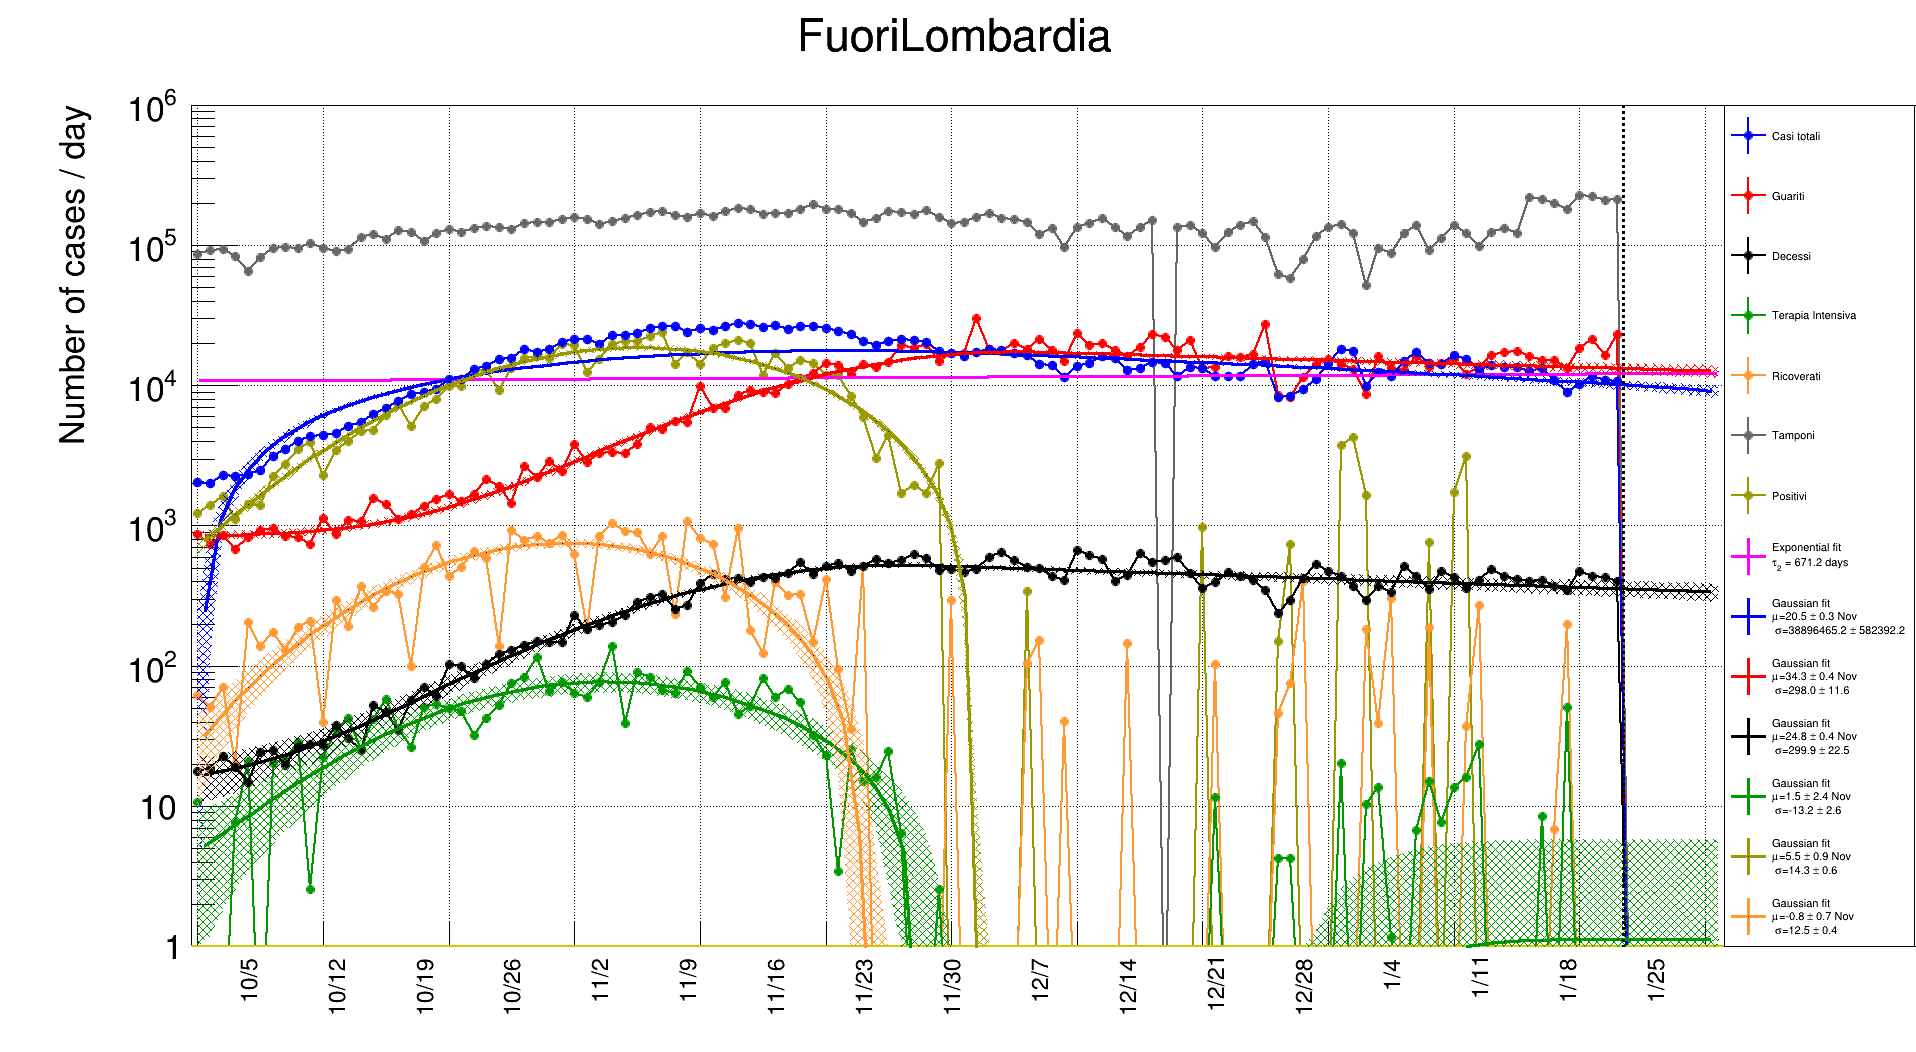 FuoriLombardia
Number of cases / day
10^6
10^5
10^4
10^3
10^2
10
1
10/5
10/12
10/19
10/26
11/2
11/9
11/16
11/23
11/30
12/7
12/14
12/21
12/28
1/4
1/11
1/18
1/25
Casi totali
Guariti
Decessi
Terapia Intensiva
Ricoverati
Tamponi
Positivi
Exponential fit
τ_2 = 671.2 days
Gaussian fit
μ=20.5 ± 0.3 Nov
σ=38896465.2 ± 582392.2
Gaussian fit
μ=34.3 ± 0.4 Nov
σ=298.0 ± 11.6
Gaussian fit
μ=24.8 ± 0.4 Nov
σ=299.9 ± 22.5
Gaussian fit
μ=1.5 ± 2.4 Nov
σ=-13.2 ± 2.6
Gaussian fit
μ=5.5 ± 0.9 Nov
σ=14.3 ± 0.6
Gaussian fit
μ=-0.8 ± 0.7 Nov
σ=12.5 ± 0.4